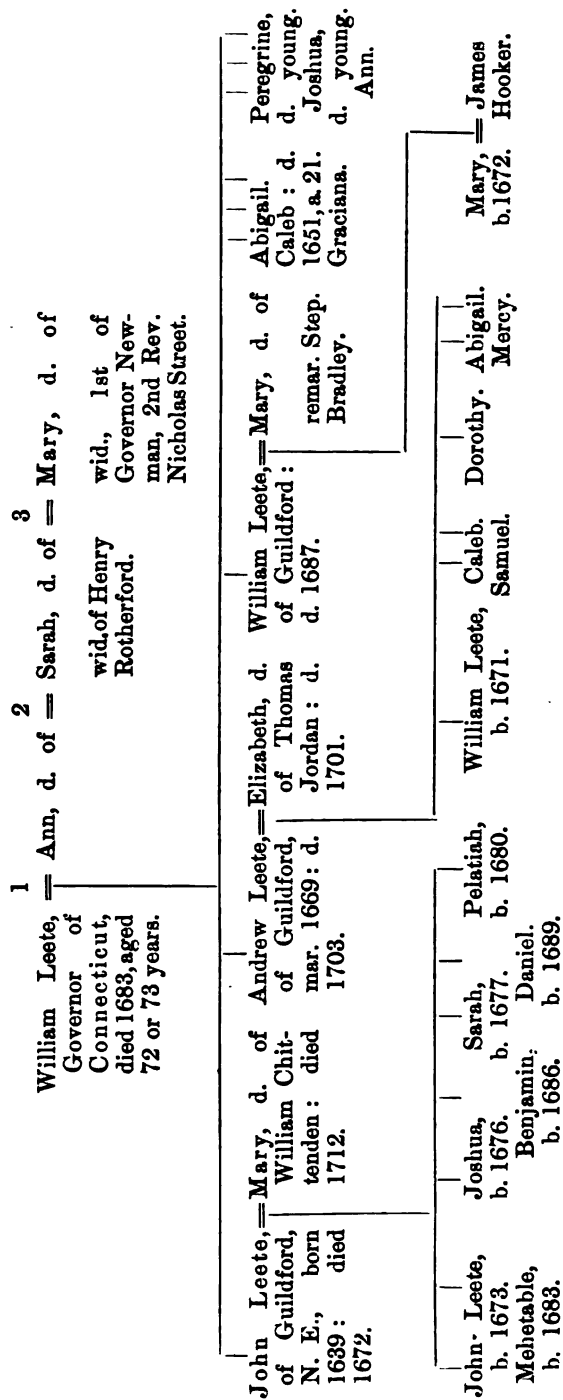 1 2 3
William Leete, = Ann, d. of = Sarah, d. of = Mary, d. of
Governor of
Connecticut,
died 1683, aged
72 or 73 years.
wid. of Henry
Rotherford.
wid., 1st of
Governor New-
man, 2nd Rev.
Nicholas Street.
John Leete,
of Guildford,
N. E., born
1639 : died
1672.
=Mary, d. of
William Chit-
tenden : died
1712.
Andrew Leete,
of Guildford,
mar. 1669 : d.
1703.
=Elizabeth, d.
of Thomas
Jordan : d.
1701.
William Leete,
of Guildford :
d. 1687.
=Mary, d. of
remar. Step.
Bradley.
Abigail.
Caleb : d.
1651, a. 21.
Graciana.
Peregrine,
d. young.
Joshua,
d. young.
Ann.
John Leete,
b. 1673.
Mehetable,
b. 1683.
Joshua,
b. 1676.
Benjamin.
b. 1686.
Sarah,
b. 1677.
Daniel.
b. 1689.
Pelatiah,
b. 1680.
William Leete,
b. 1671.
Caleb.
Samuel.
Dorothy.
Abigail.
Mercy.
Mary,
b. 1672.
= James
Hooker.